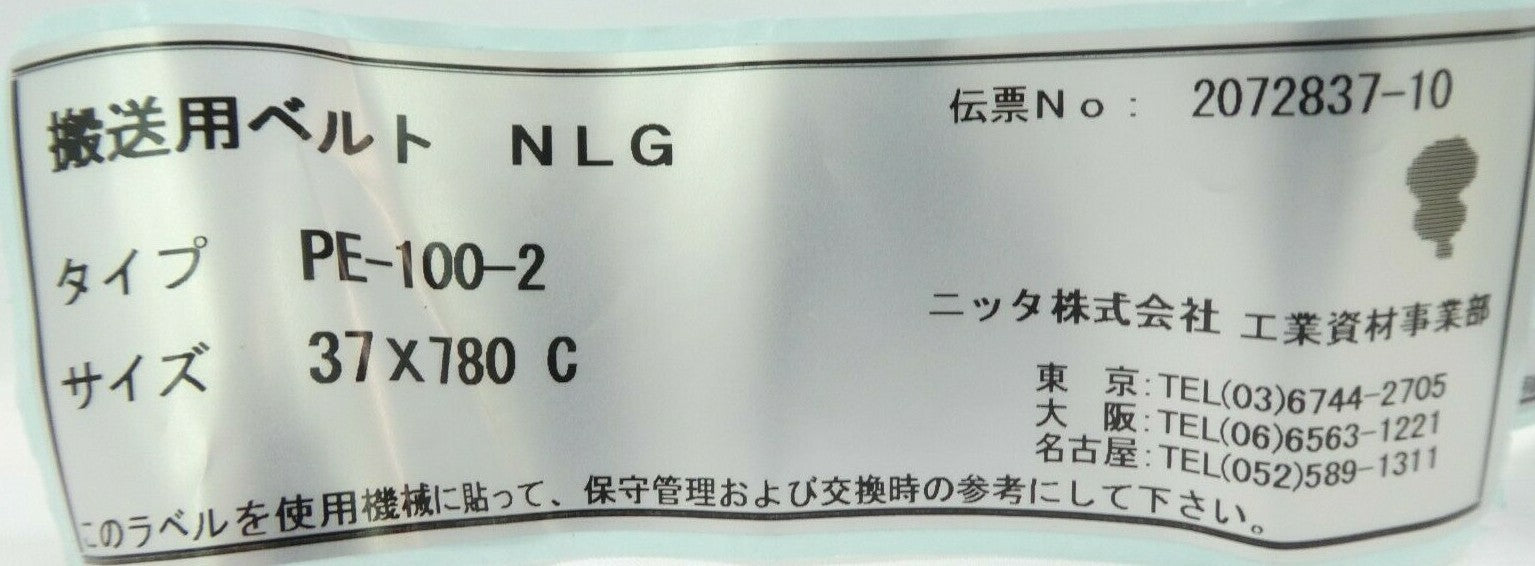 搬送用ベルト　NLG
伝票No: 2072837-10
タイプ PE-100-2
サイズ 37X780 C
ニッタ株式会社 工業資材事業部
東　京:TEL(03)6744-2705
大　阪:TEL(06)6563-1221
名古屋:TEL(052)589-1311
このラベルを使用機械に貼って、保守管理および交換時の参考にして下さい。